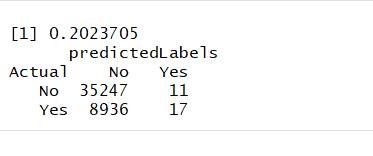 [1] 0.2023705
predictedLabels
Actual No Yes
No 35247 11
Yes 8936 17